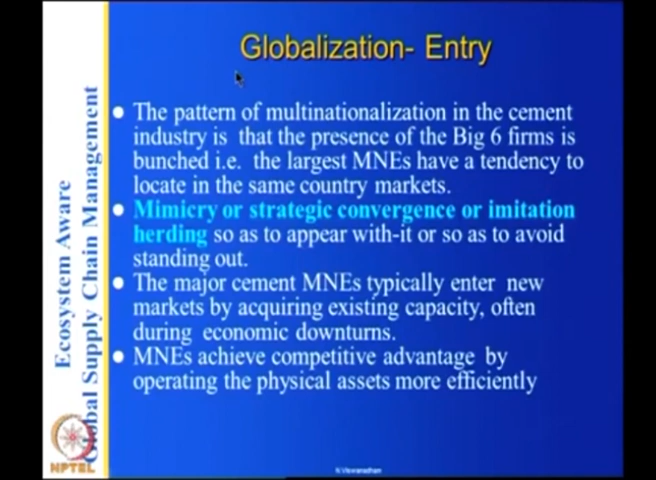 Globalization- Entry
The pattern of multinationalization in the cement
industry is that the presence of the Big 6 firms is
bunched i.e. the largest MNEs have a tendency to
locate in the same country markets.
Mimicry or strategic convergence or imitation
herding so as to appear with-it or so as to avoid
standing out.
The major cement MNEs typically enter new
markets by acquiring existing capacity, often
during economic downturns.
MNEs achieve competitive advantage by
operating the physical assets more efficiently
Ecosystem Aware
Global Supply Chain Management
NPTEL
N.Viswanadham